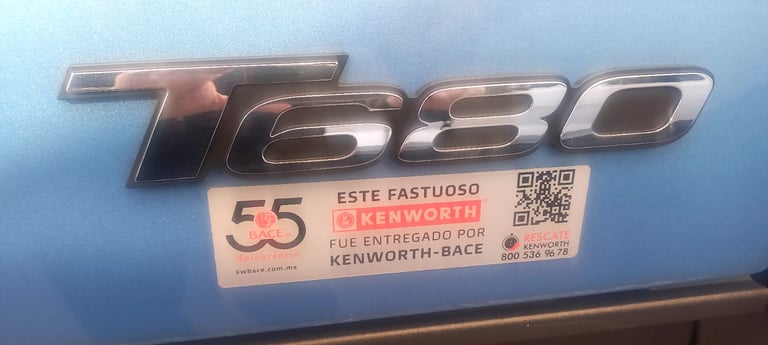 T680
55
BACE
Aniversario
kwbace.com.mx
ESTE FASTUOSO
KENWORTH
FUE ENTREGADO POR
KENWORTH-BACE
RESCATE
KENWORTH
800 536 9678